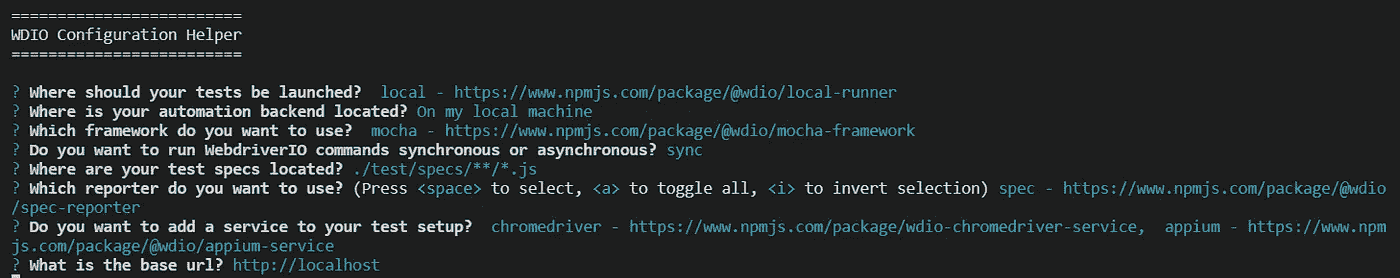 =========================
WDIO Configuration Helper
=========================
? Where should your tests be launched?  local - https://www.npmjs.com/package/@wdio/local-runner
? Where is your automation backend located? On my local machine
? Which framework do you want to use?  mocha - https://www.npmjs.com/package/@wdio/mocha-framework
? Do you want to run WebdriverIO commands synchronous or asynchronous? sync
? Where are your test specs located? ./test/specs/**/*.js
? Which reporter do you want to use? (Press <space> to select, <a> to toggle all, <i> to invert selection) spec - https://www.npmjs.com/package/@wdio
/spec-reporter
? Do you want to add a service to your test setup?  chromedriver - https://www.npmjs.com/package/wdio-chromedriver-service,  appium - https://www.npm
js.com/package/@wdio/appium-service
? What is the base url? http://localhost